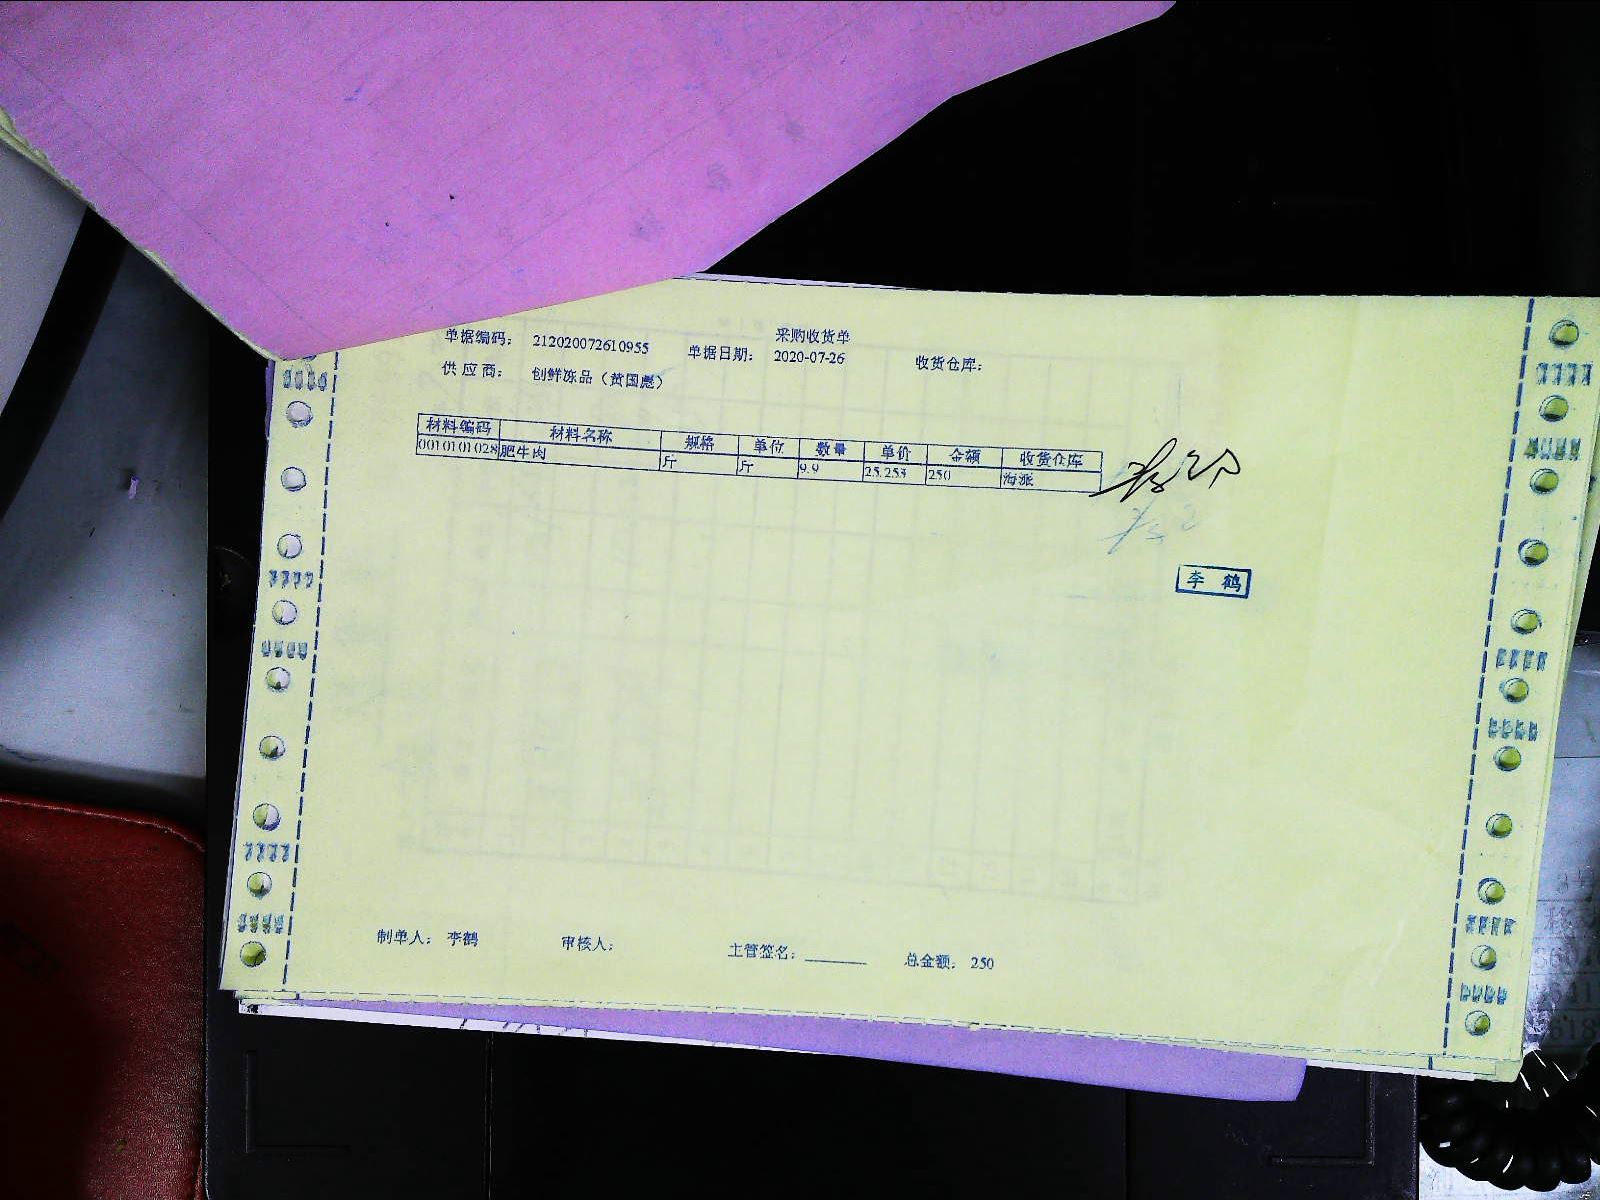 采购收货单
单据编码： 212020072610955 单据日期： 2020-07-26 收货仓库：
供应商： 创鲜冻品（黄国彪）
材料编码 材料名称 规格 单位 数量 单价 金额 收货仓库
0010101028 肥牛肉 斤 斤 9.9 25.253 250 海派
李鹤
制单人： 李鹤 审核人： 主管签名： 总金额： 250